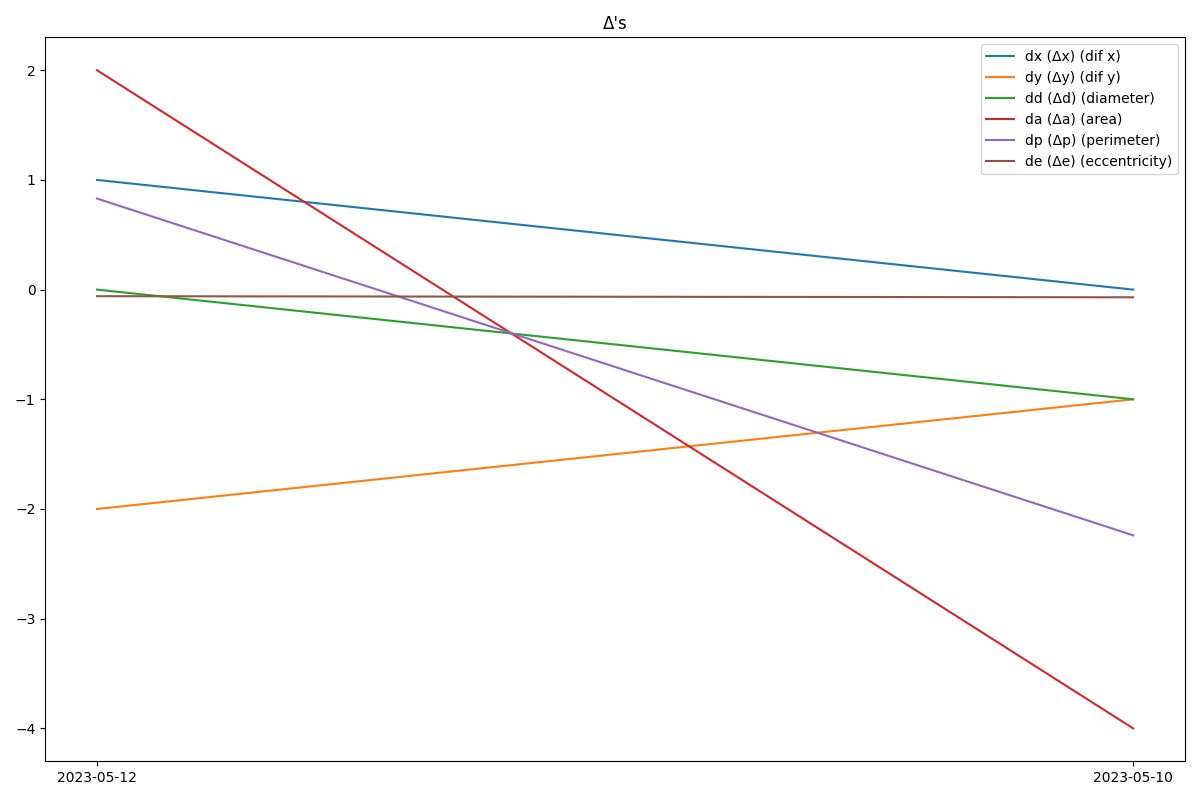 Δ's
dx (Δx) (dif x)
dy (Δy) (dif y)
dd (Δd) (diameter)
da (Δa) (area)
dp (Δp) (perimeter)
de (Δe) (eccentricity)
2
1
0
−1
−2
−3
−4
2023-05-12 2023-05-10